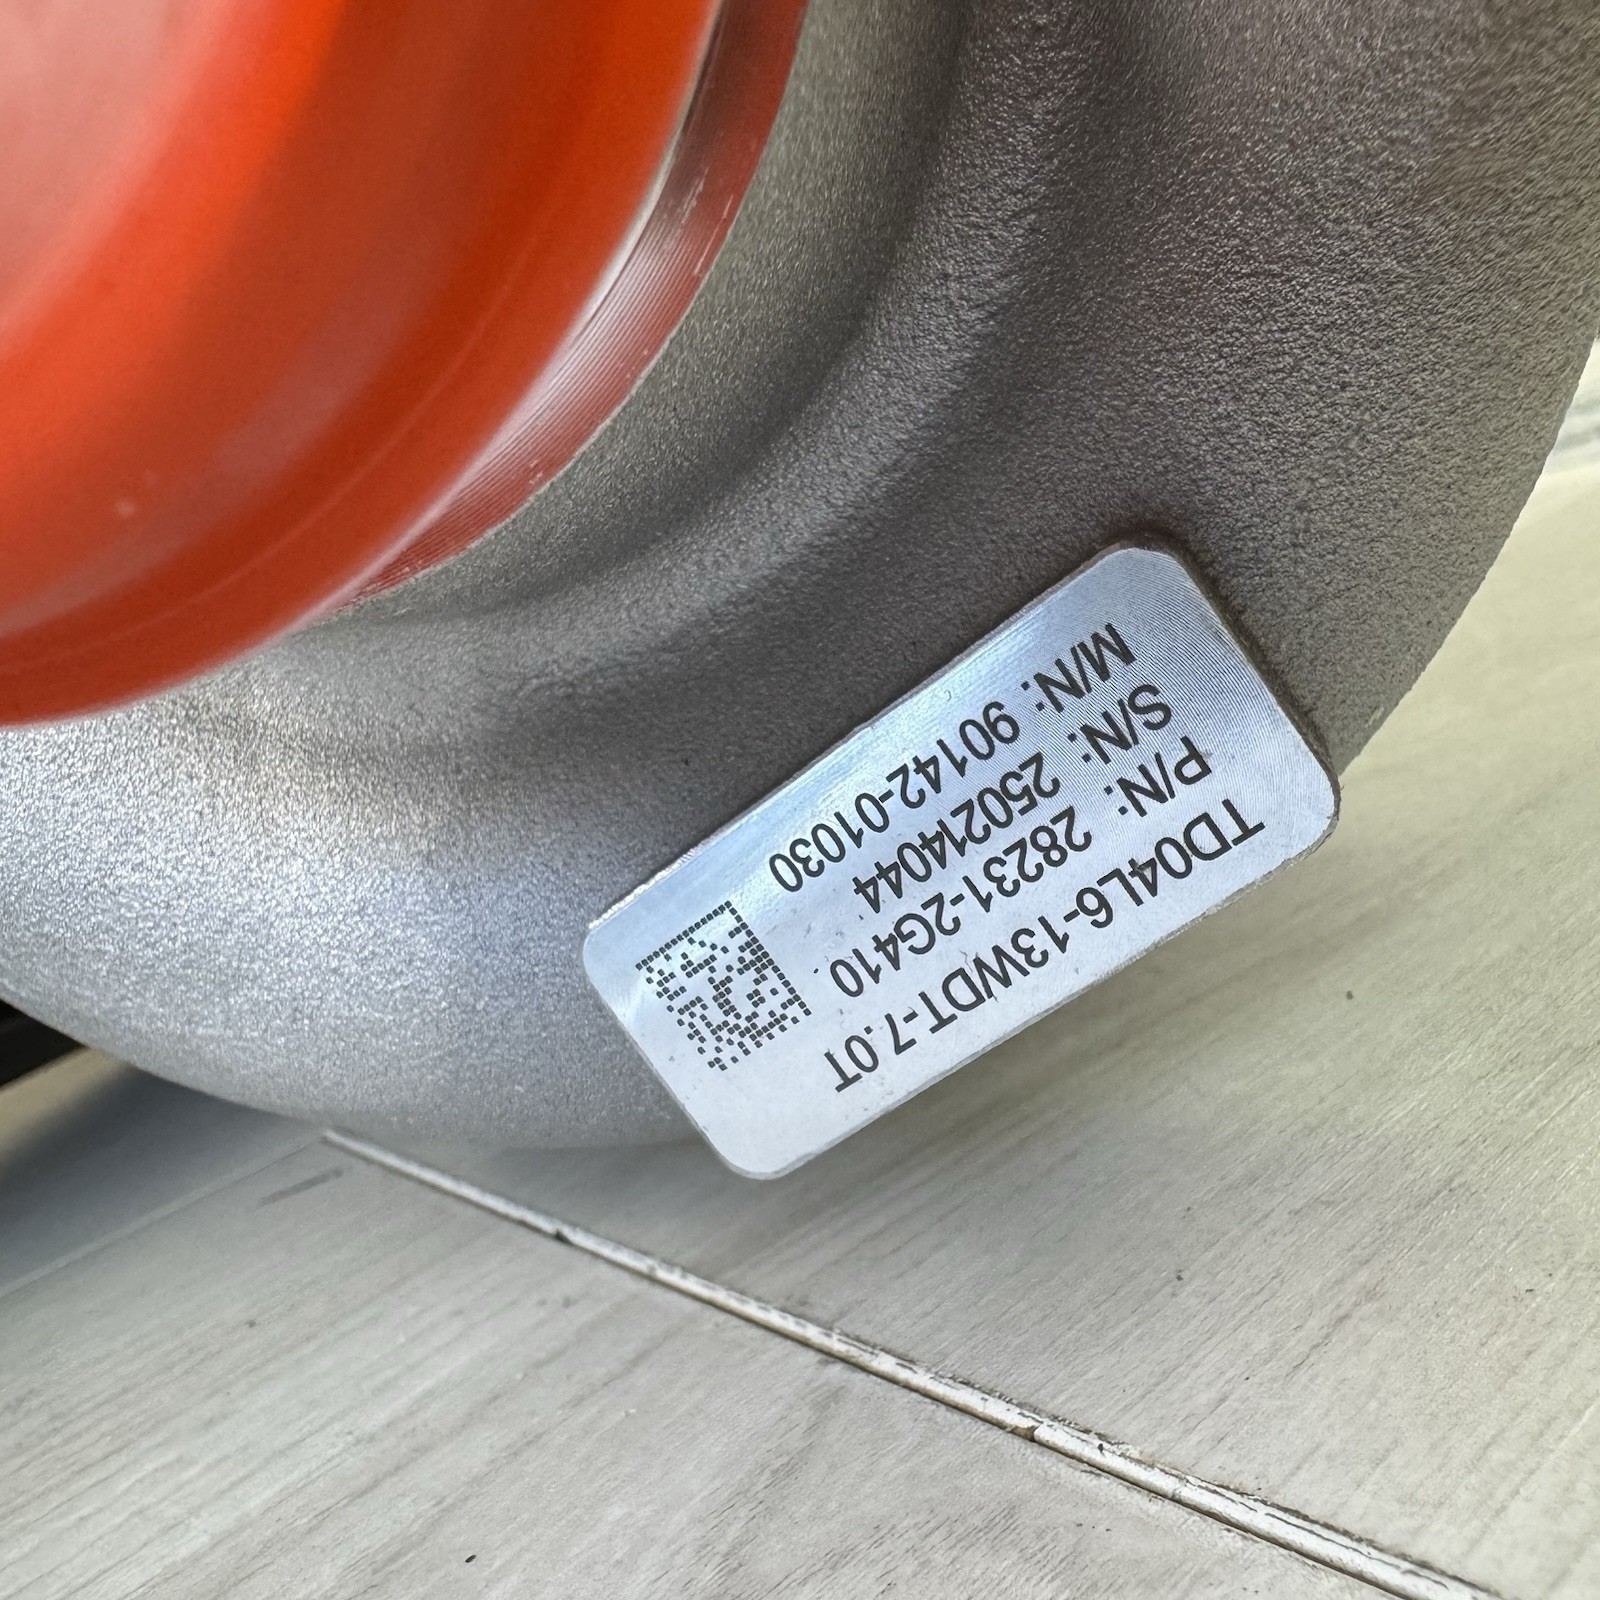 TD04L6-13WDT-7.0T
P/N: 28231-2G410
S/N: 250214044
M/N: 90142-01030